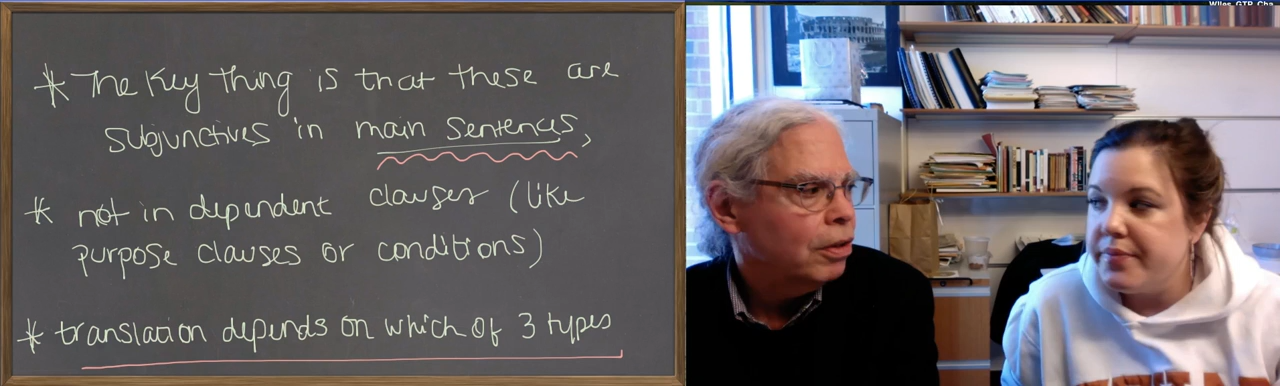 Wiles_GTP_Cha
* The Key Thing is that these are
subjunctives in main sentences,
* not in dependent clauses (like
purpose clauses or conditions)
* translation depends on which of 3 types